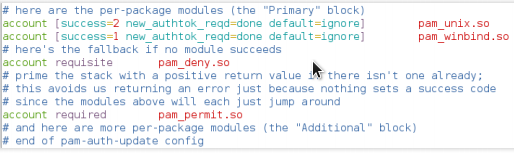 # here are the per-package modules (the "Primary" block)
account [success=2 new_authtok_reqd=done default=ignore] pam_unix.so
account [success=1 new_authtok_reqd=done default=ignore] pam_winbind.so
# here's the fallback if no module succeeds
account requisite pam_deny.so
# prime the stack with a positive return value if there isn't one already;
# this avoids us returning an error just because nothing sets a success code
# since the modules above will each just jump around
account required pam_permit.so
# and here are more per-package modules (the "Additional" block)
# end of pam-auth-update config